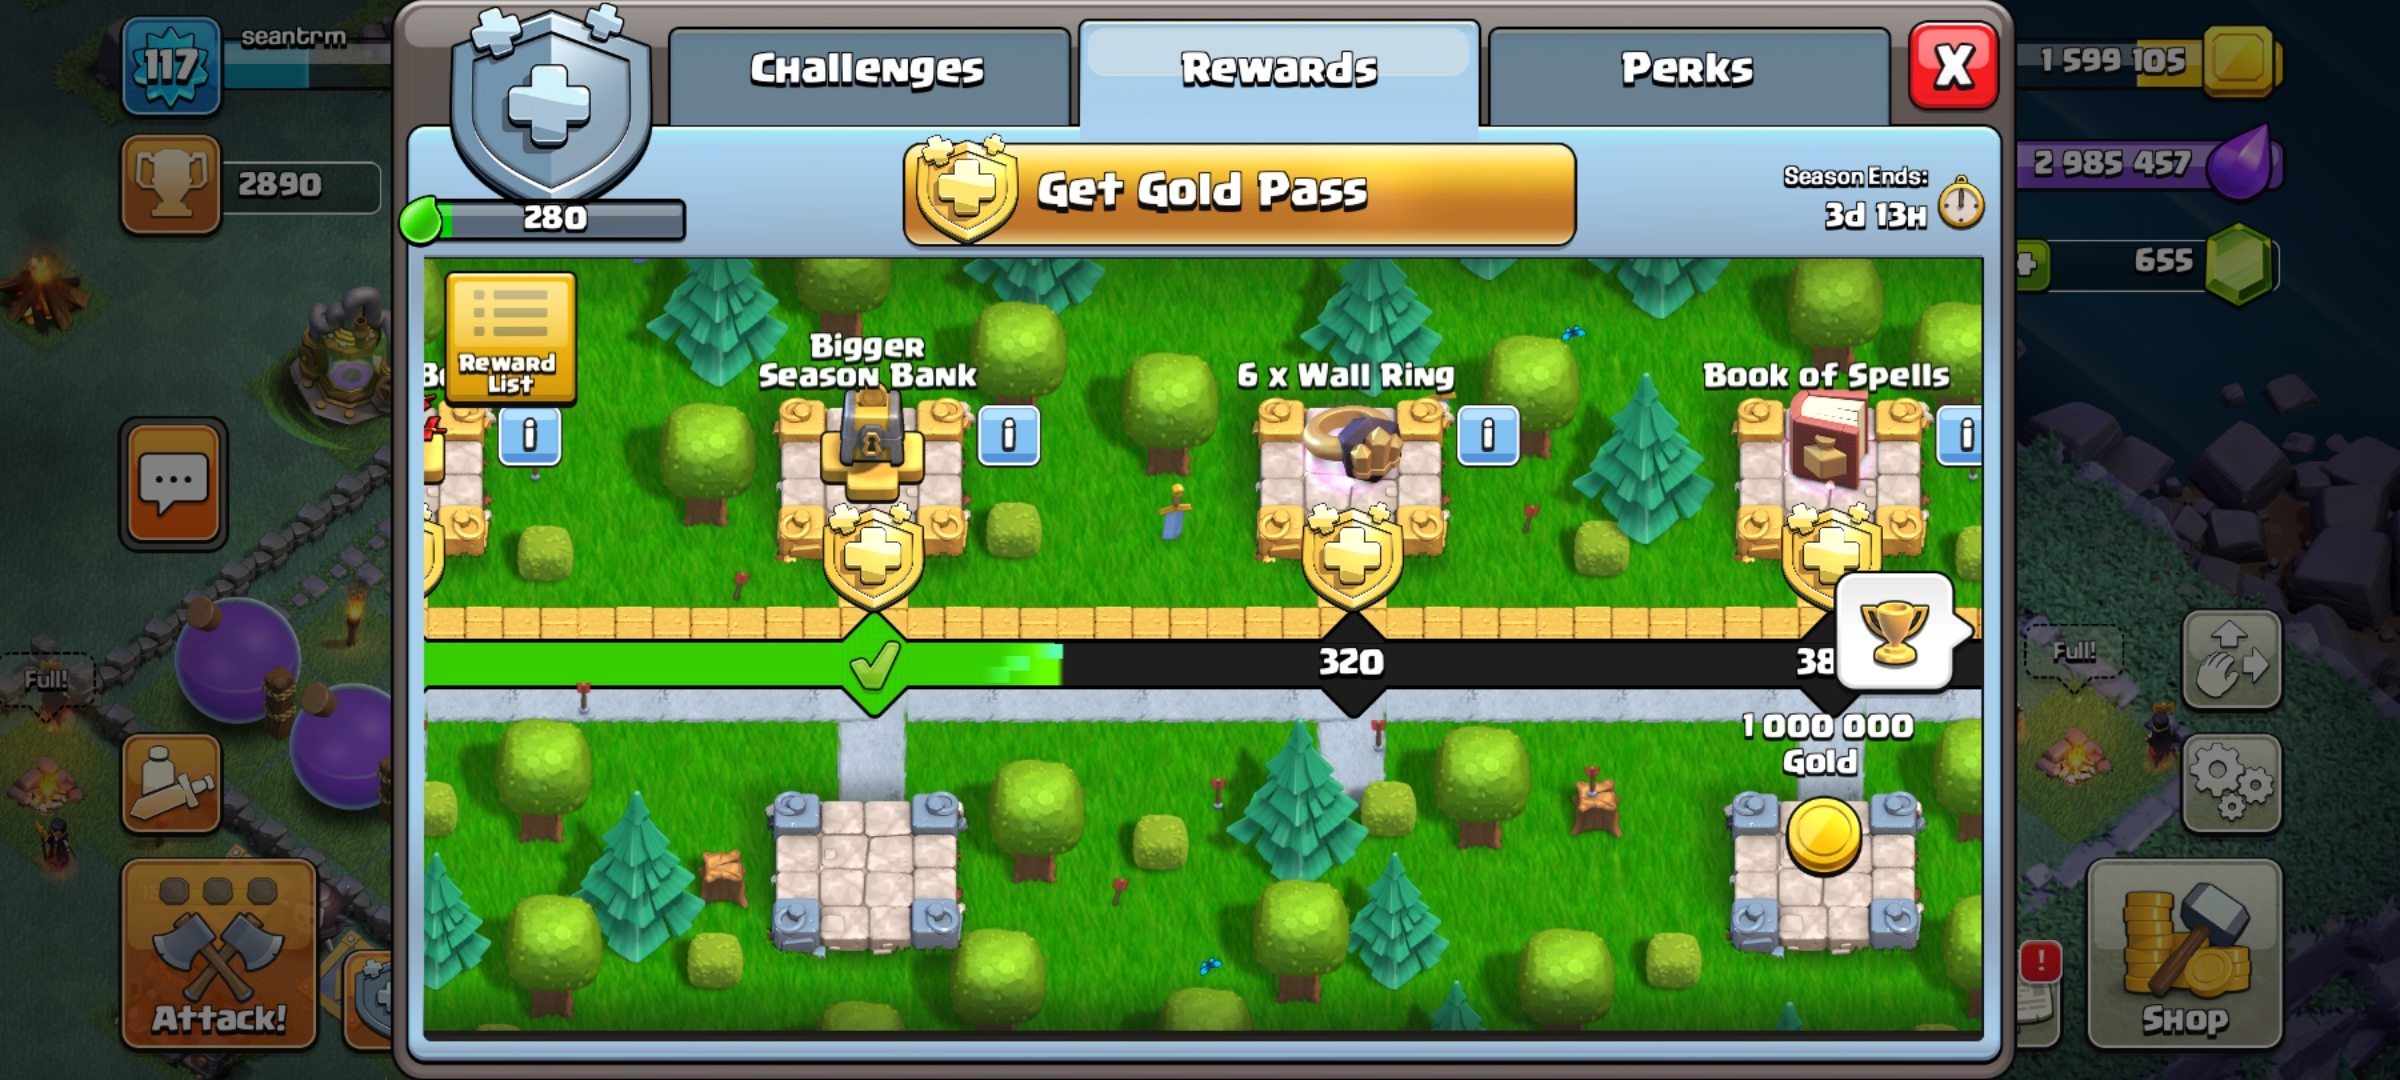 117
seantrm
Challenges
Rewards
Perks
X
1 599 105
2890
Get Gold Pass
Season Ends:
3d 13H
2 985 457
280
655
Reward
List
Bigger
Season Bank
6 x Wall Ring
Book of Spells
i
i
i
i
320
Full!
Full!
1 000 000
Gold
Attack!
!
Shop